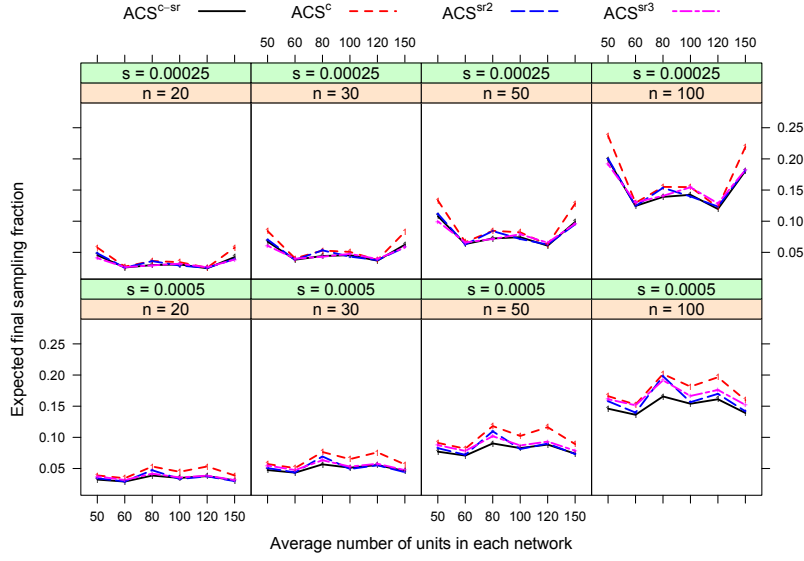 ACS^c−sr ACS^c ACS^sr2 ACS^sr3
50 60 80 100 120 150 50 60 80 100 120 150
s = 0.00025 s = 0.00025 s = 0.00025 s = 0.00025
n = 20 n = 30 n = 50 n = 100
0.25
0.20
0.15
0.10
0.05
s = 0.0005 s = 0.0005 s = 0.0005 s = 0.0005
n = 20 n = 30 n = 50 n = 100
0.25
0.20
0.15
0.10
0.05
50 60 80 100 120 150 50 60 80 100 120 150
Expected final sampling fraction
Average number of units in each network